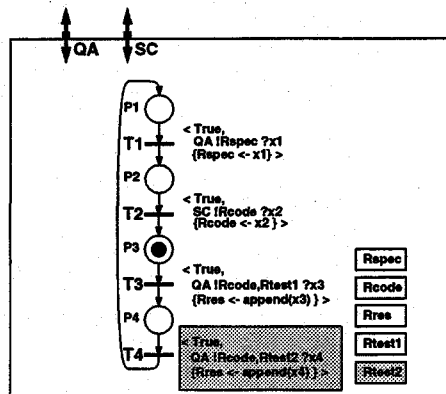 QA SC
P1
< True,
T1 QA !Rspec ?x1
{Rspec <- x1} >
P2
< True,
T2 SC !Rcode ?x2
{Rcode <- x2 } >
P3
< True,
T3 QA !Rcode,Rtest1 ?x3
{Rres <- append(x3) } >
P4
< True,
QA !Rcode,Rtest2 ?x4
T4 {Rres <- append(x4) } >
Rspec
Rcode
Rres
Rtest1
Rtest2